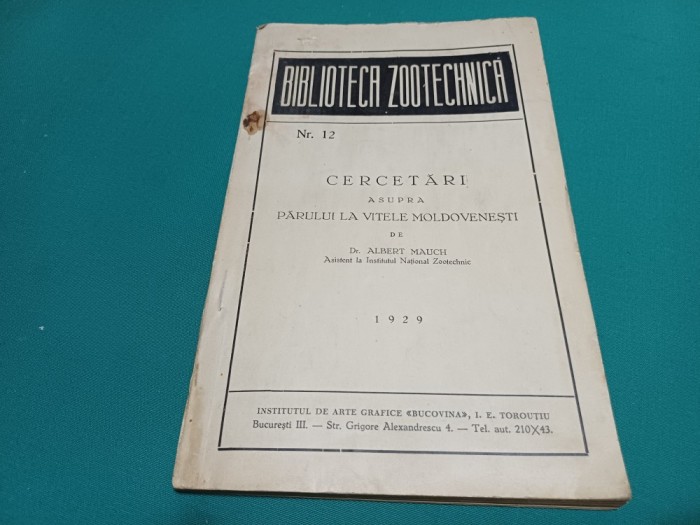 BIBLIOTECA ZOOTECHNICĂ
Nr. 12
CERCETĂRI
ASUPRA
PĂRULUI LA VITELE MOLDOVENEȘTI
DE
Dr. ALBERT MAUCH
Asistent la Institutul Național Zootechnic
1929
INSTITUTUL DE ARTE GRAFICE «BUCOVINA», I. E. TOROUȚIU
București III. — Str. Grigore Alexandrescu 4. — Tel. aut. 210X43.